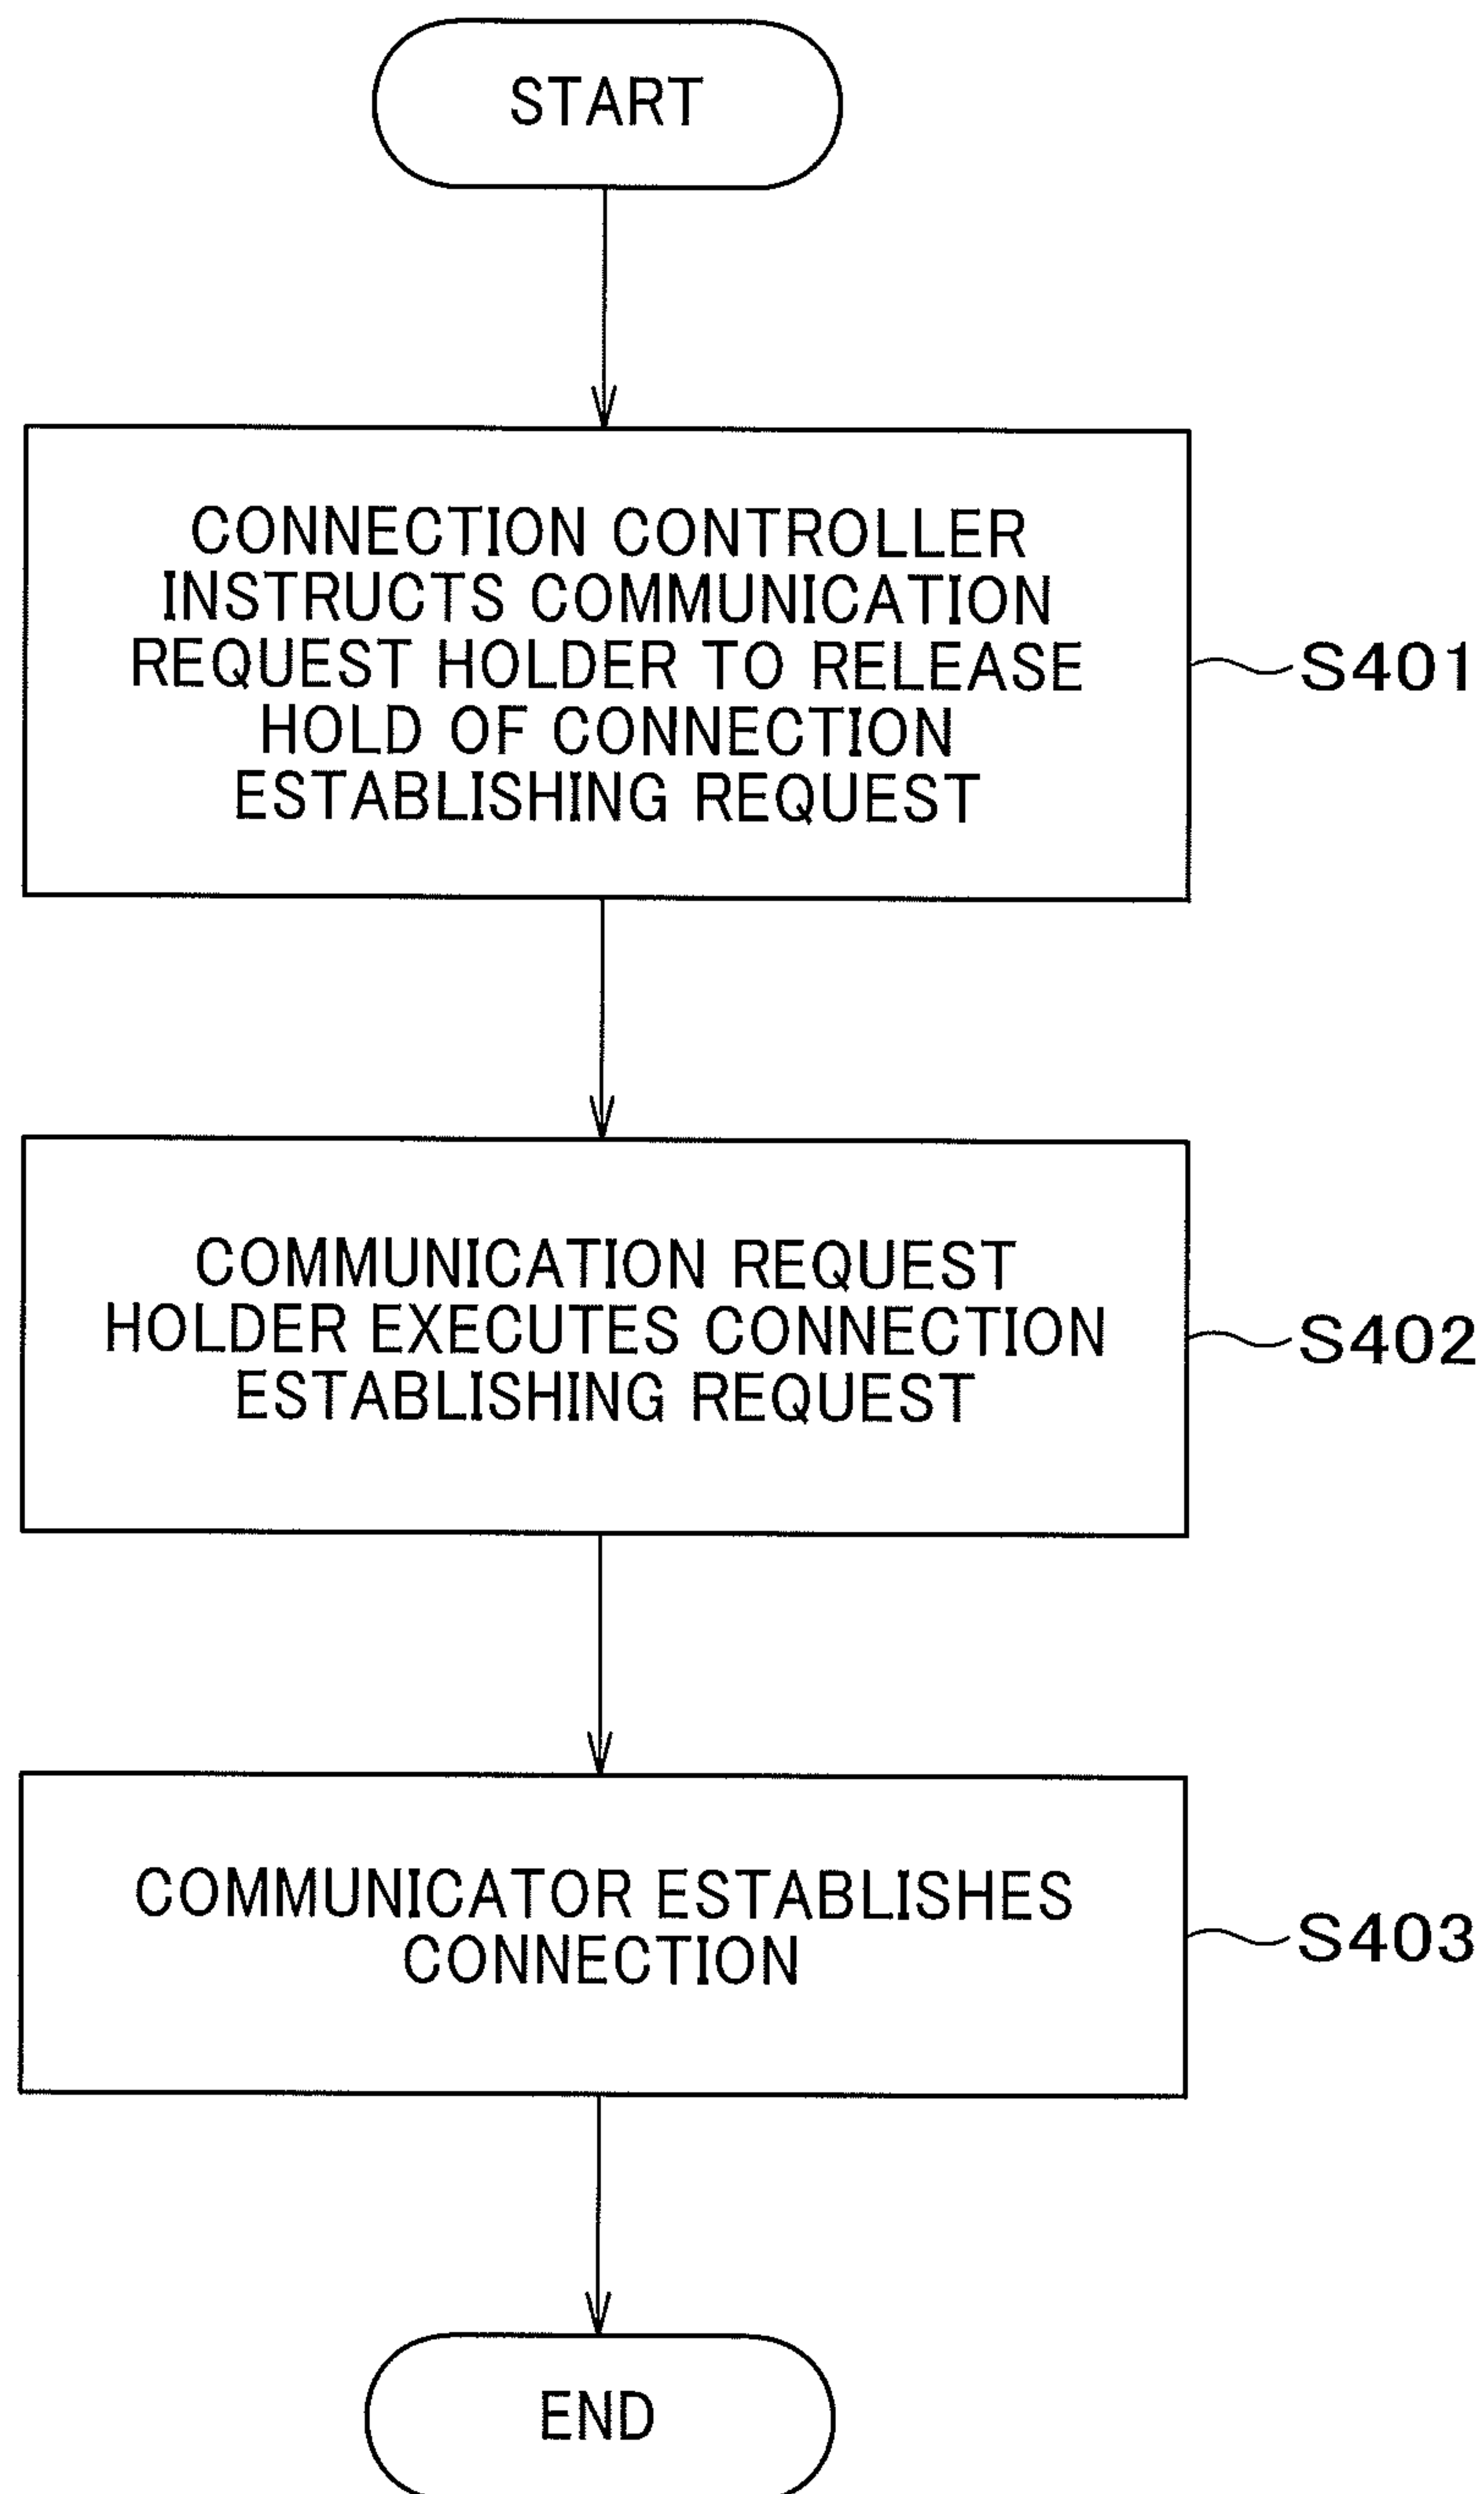 START
CONNECTION CONTROLLER
INSTRUCTS COMMUNICATION
REQUEST HOLDER TO RELEASE
HOLD OF CONNECTION
ESTABLISHING REQUEST
S401
COMMUNICATION REQUEST
HOLDER EXECUTES CONNECTION
ESTABLISHING REQUEST
S402
COMMUNICATOR ESTABLISHES
CONNECTION
S403
END